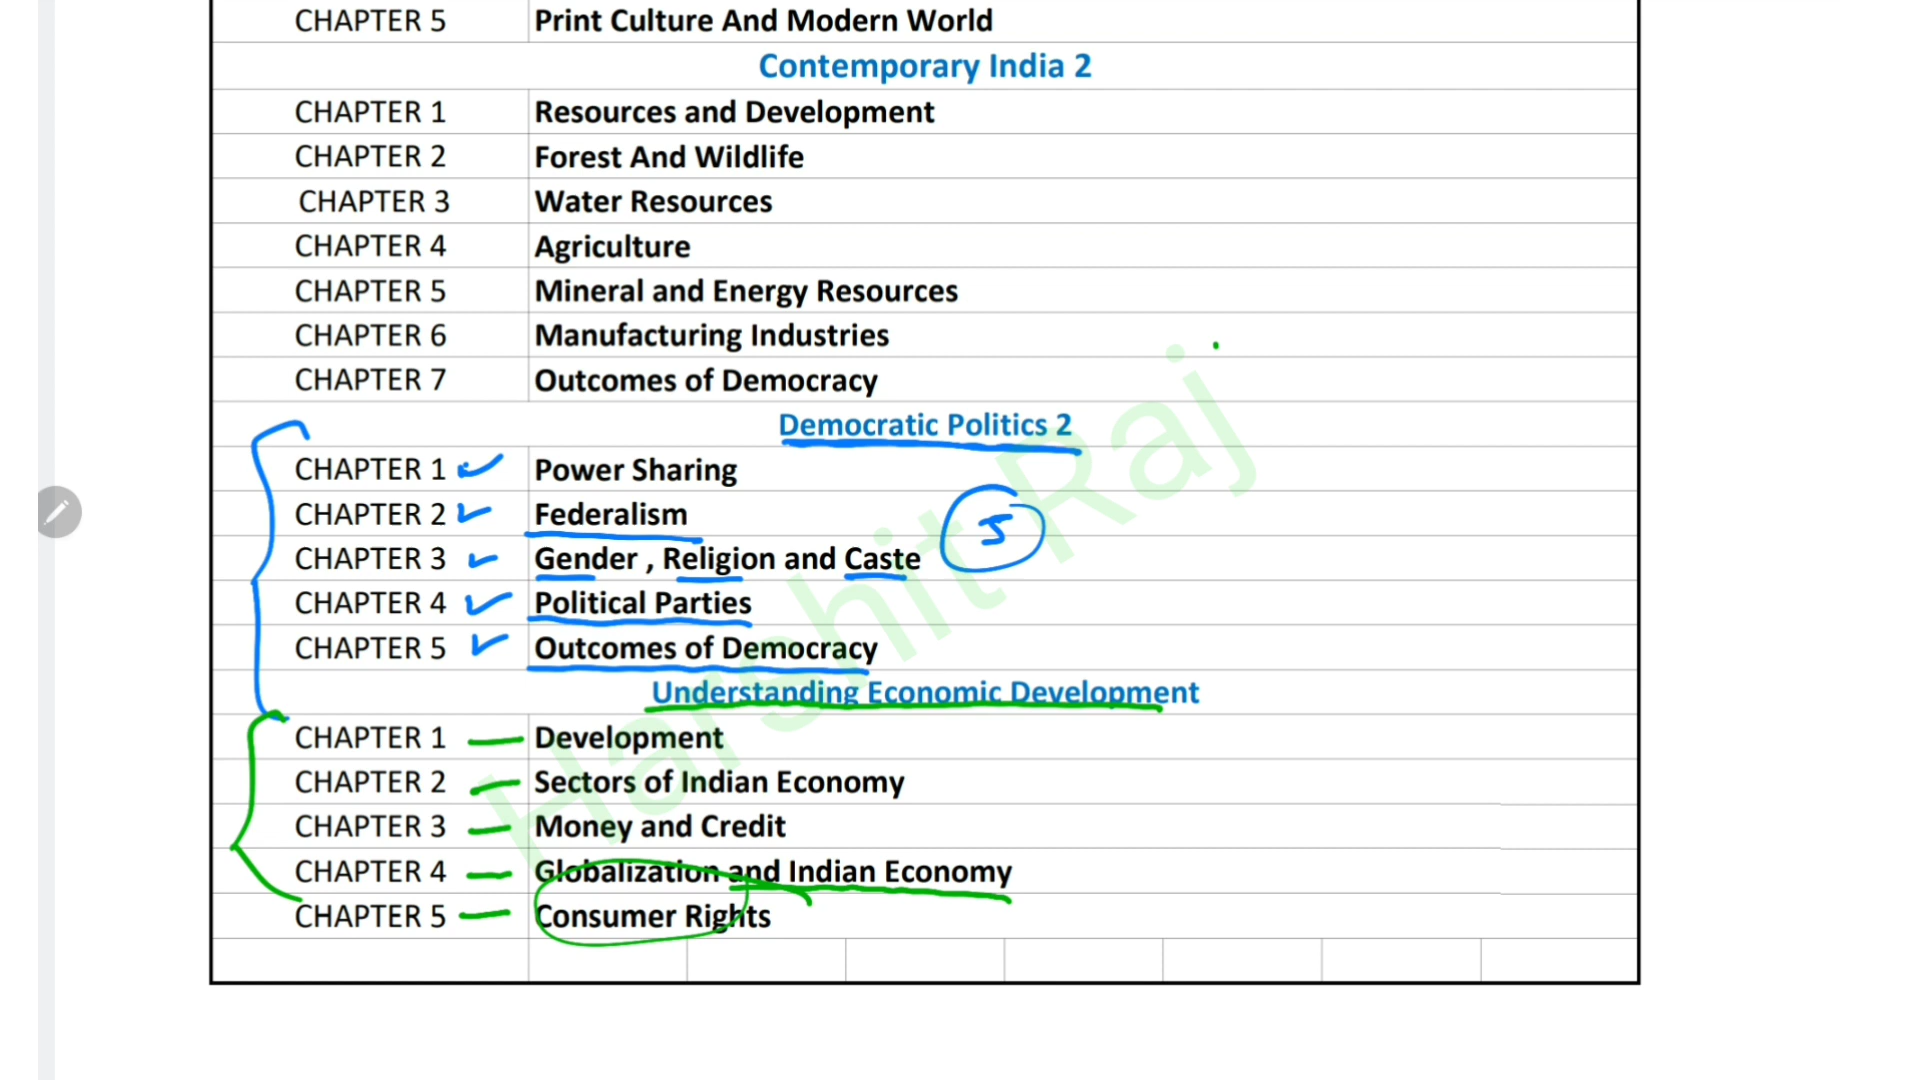 CHAPTER 5 Print Culture And Modern World
Contemporary India 2
CHAPTER 1 Resources and Development
CHAPTER 2 Forest And Wildlife
CHAPTER 3 Water Resources
CHAPTER 4 Agriculture
CHAPTER 5 Mineral and Energy Resources
CHAPTER 6 Manufacturing Industries
CHAPTER 7 Outcomes of Democracy
Democratic Politics 2
CHAPTER 1 Power Sharing
CHAPTER 2 Federalism
CHAPTER 3 Gender , Religion and Caste
5
CHAPTER 4 Political Parties
CHAPTER 5 Outcomes of Democracy
Understanding Economic Development
CHAPTER 1 Development
CHAPTER 2 Sectors of Indian Economy
CHAPTER 3 Money and Credit
CHAPTER 4 Globalization and Indian Economy
CHAPTER 5 Consumer Rights
Harshit Raj